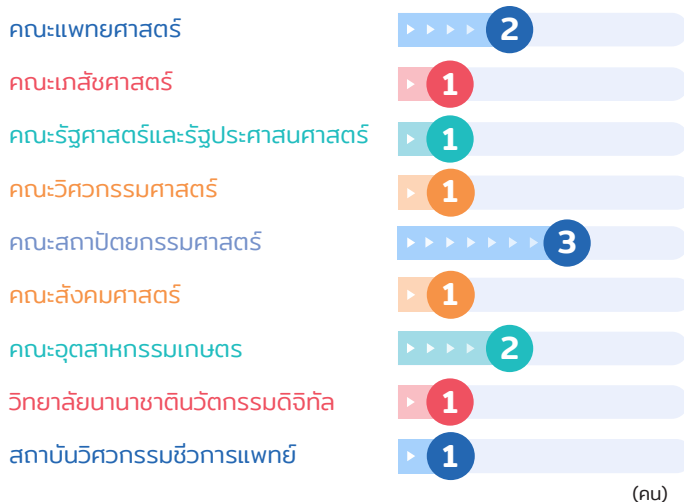 คณะแพทยศาสตร์ 2
คณะเภสัชศาสตร์ 1
คณะรัฐศาสตร์และรัฐประศาสนศาสตร์ 1
คณะวิศวกรรมศาสตร์ 1
คณะสถาปัตยกรรมศาสตร์ 3
คณะสังคมศาสตร์ 1
คณะอุตสาหกรรมเกษตร 2
วิทยาลัยนานาชาตินวัตกรรมดิจิทัล 1
สถาบันวิศวกรรมชีวการแพทย์ 1
(คน)